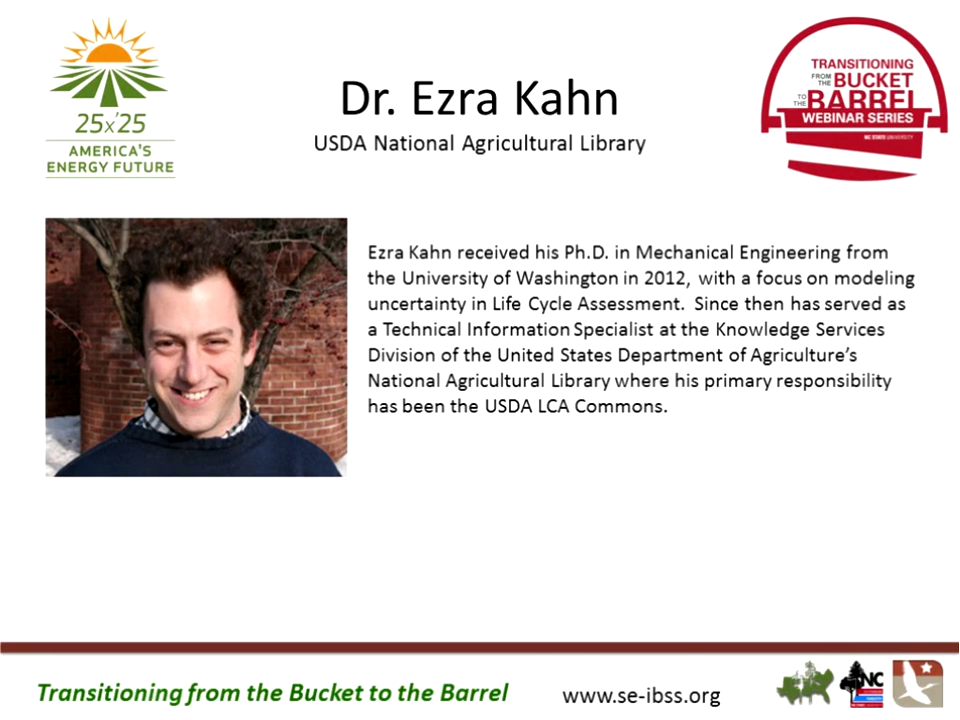 25x'25
AMERICA'S
ENERGY FUTURE
Dr. Ezra Kahn
USDA National Agricultural Library
TRANSITIONING
FROM THE BUCKET
TO THE BARREL
WEBINAR SERIES
NC STATE UNIVERSITY
Ezra Kahn received his Ph.D. in Mechanical Engineering from
the University of Washington in 2012, with a focus on modeling
uncertainty in Life Cycle Assessment. Since then has served as
a Technical Information Specialist at the Knowledge Services
Division of the United States Department of Agriculture's
National Agricultural Library where his primary responsibility
has been the USDA LCA Commons.
Transitioning from the Bucket to the Barrel
www.se-ibss.org
NC